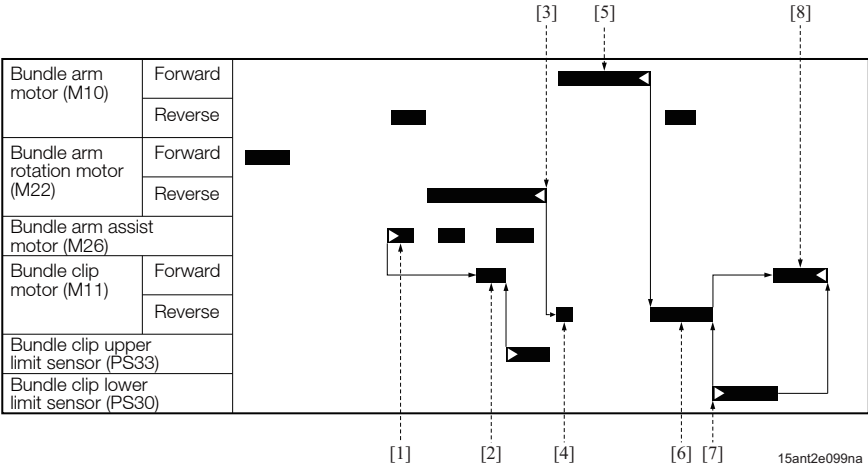 [3] [5] [8]
Bundle arm
motor (M10)
Forward
Reverse
Bundle arm
rotation motor
(M22)
Forward
Reverse
Bundle arm assist
motor (M26)
Bundle clip
motor (M11)
Forward
Reverse
Bundle clip upper
limit sensor (PS33)
Bundle clip lower
limit sensor (PS30)
[1] [2] [4] [6] [7]
15ant2e099na